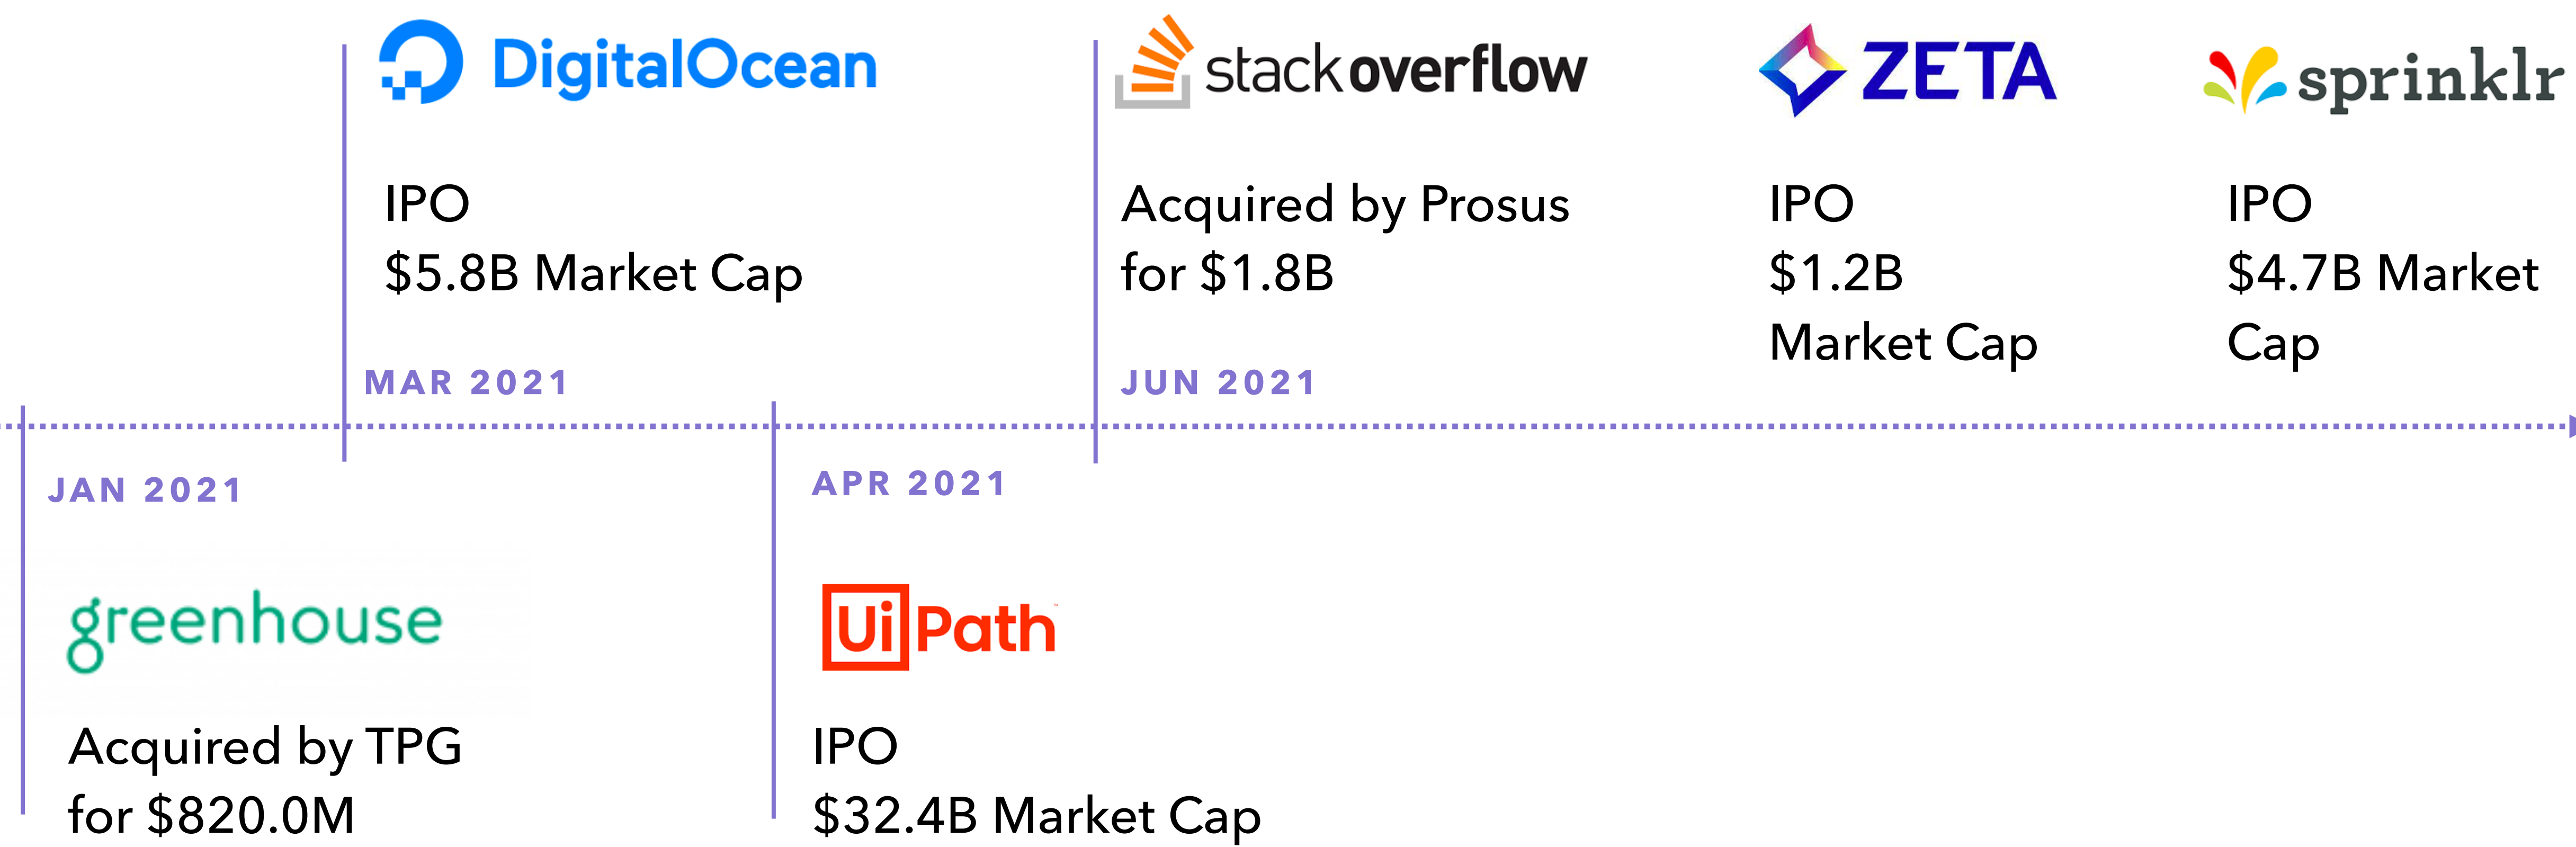 DigitalOcean
IPO
$5.8B Market Cap
MAR 2021
stackoverflow
Acquired by Prosus
for $1.8B
JUN 2021
ZETA
IPO
$1.2B
Market Cap
sprinklr
IPO
$4.7B Market
Cap
JAN 2021
greenhouse
Acquired by TPG
for $820.0M
APR 2021
UiPath
IPO
$32.4B Market Cap